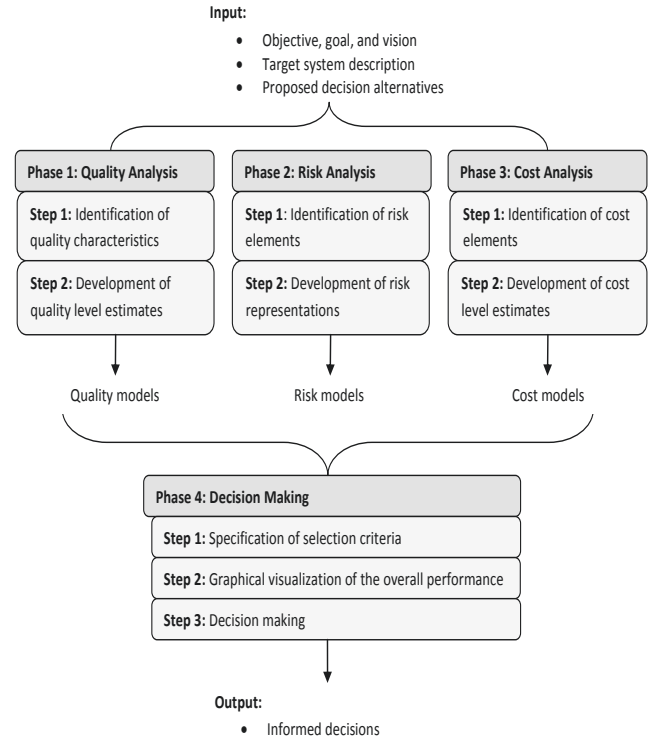 Input:
• Objective, goal, and vision
• Target system description
• Proposed decision alternatives
Phase 1: Quality Analysis
Step 1: Identification of
quality characteristics
Step 2: Development of
quality level estimates
Quality models
Phase 2: Risk Analysis
Step 1: Identification of risk
elements
Step 2: Development of risk
representations
Risk models
Phase 3: Cost Analysis
Step 1: Identification of cost
elements
Step 2: Development of cost
level estimates
Cost models
Phase 4: Decision Making
Step 1: Specification of selection criteria
Step 2: Graphical visualization of the overall performance
Step 3: Decision making
Output:
• Informed decisions